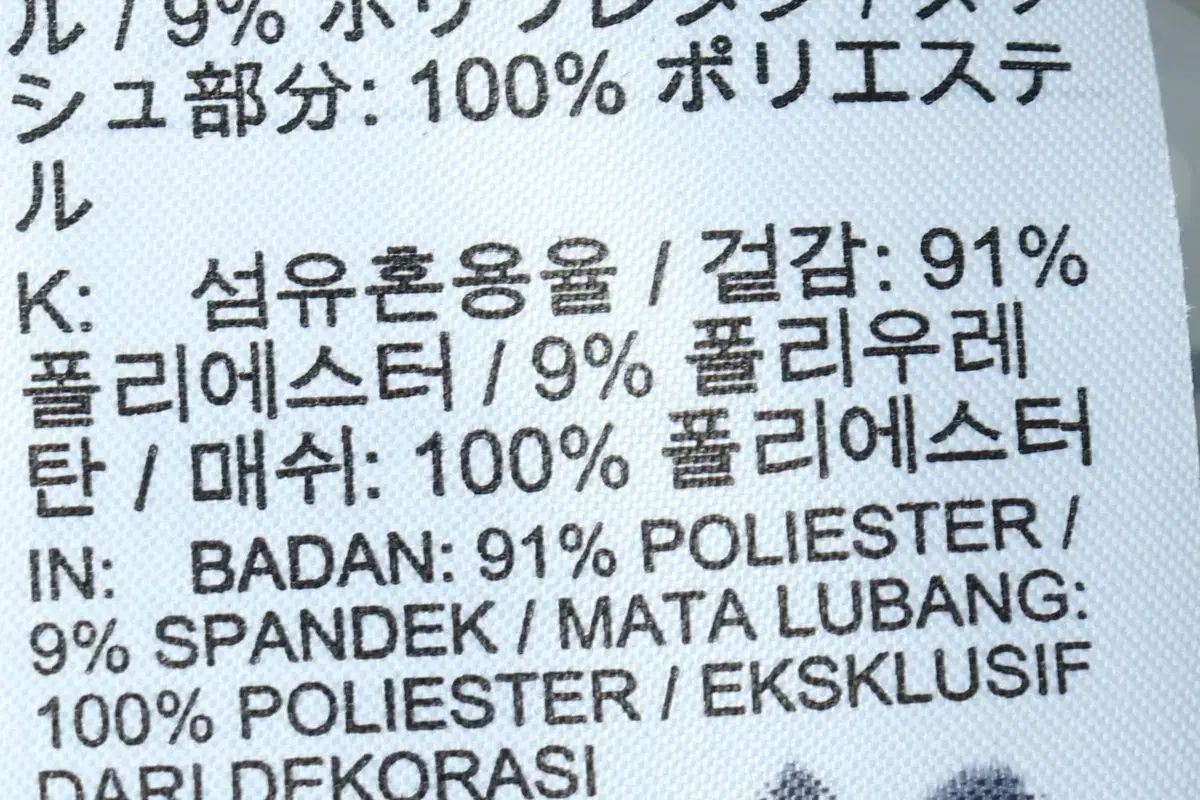 ル / 9% ポリウレタン / メッ
シュ部分: 100% ポリエステ
ル
K: 섬유혼용율 / 겉감: 91%
폴리에스터 / 9% 폴리우레
탄 / 매쉬: 100% 폴리에스터
IN: BADAN: 91% POLIESTER /
9% SPANDEK / MATA LUBANG:
100% POLIESTER / EKSKLUSIF
DARI DEKORASI